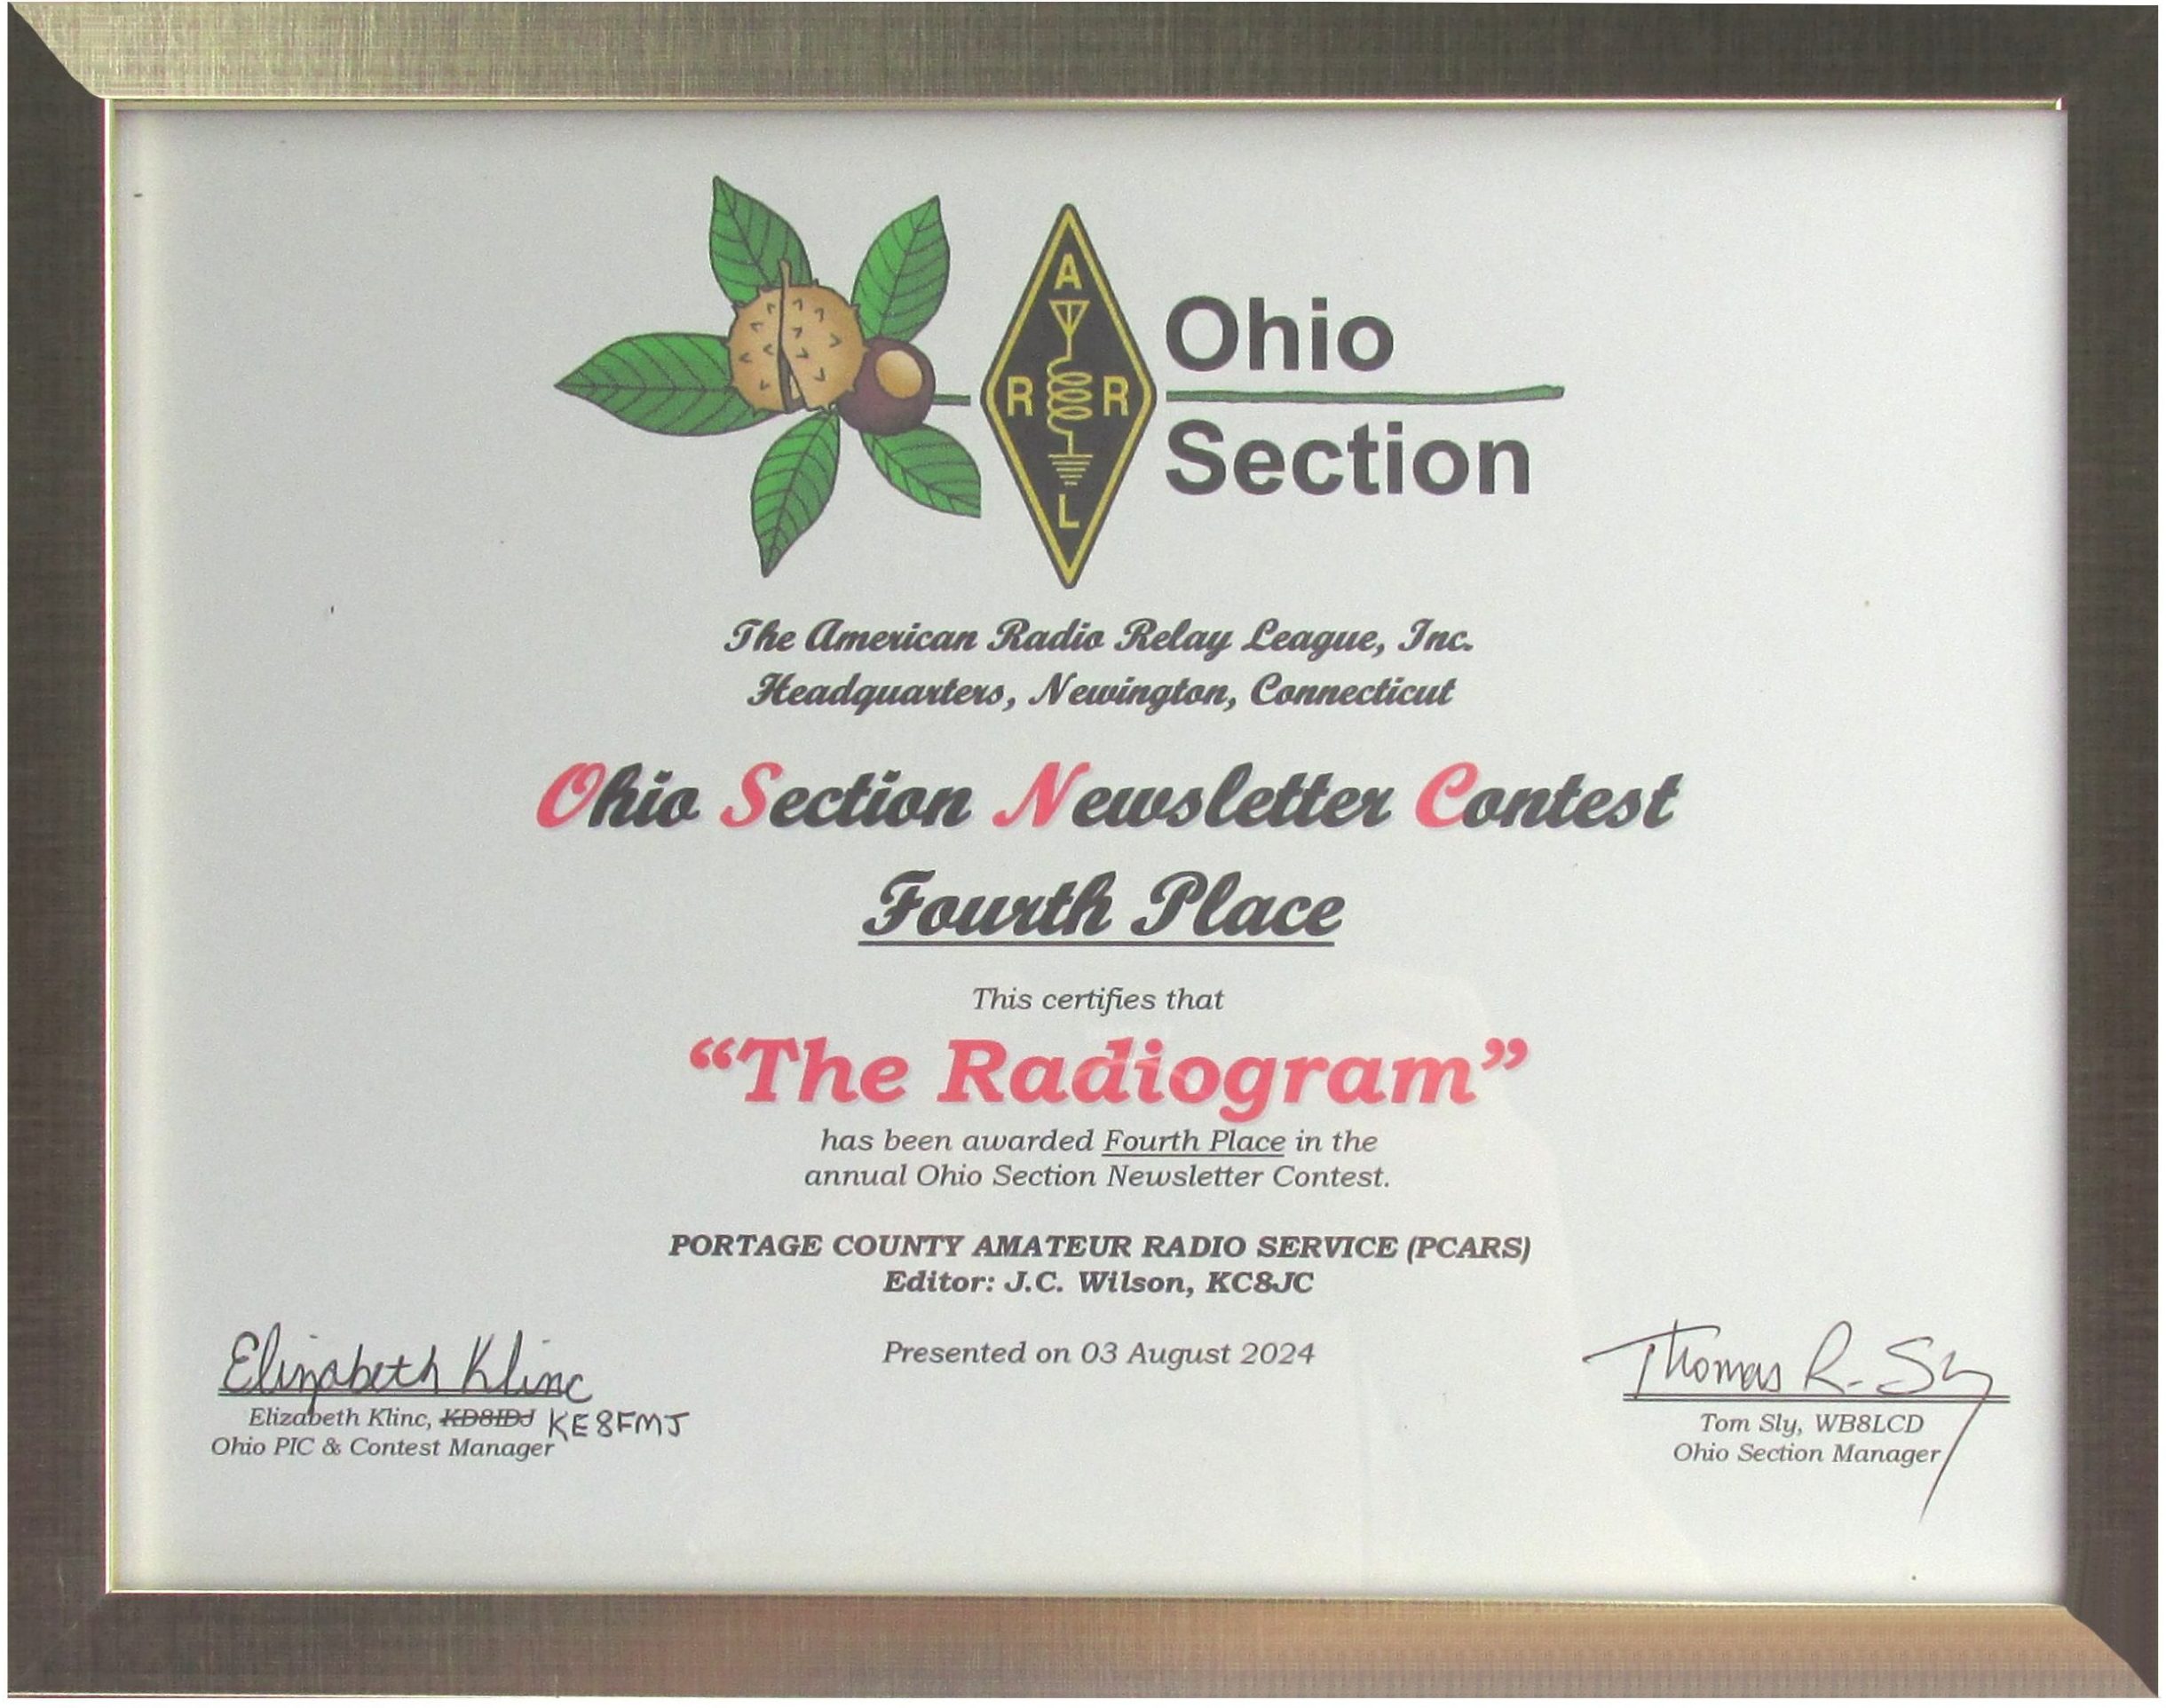 A
R R
L
Ohio
Section
The American Radio Relay League, Inc.
Headquarters, Newington, Connecticut
Ohio Section Newsletter Contest
Fourth Place
This certifies that
“The Radiogram”
has been awarded Fourth Place in the
annual Ohio Section Newsletter Contest.
PORTAGE COUNTY AMATEUR RADIO SERVICE (PCARS)
Editor: J.C. Wilson, KC8JC
Presented on 03 August 2024
Elizabeth Klinc
Elizabeth Klinc, KD8IDJ KE8FMJ
Ohio PIC & Contest Manager
Thomas R. Sly
Tom Sly, WB8LCD
Ohio Section Manager